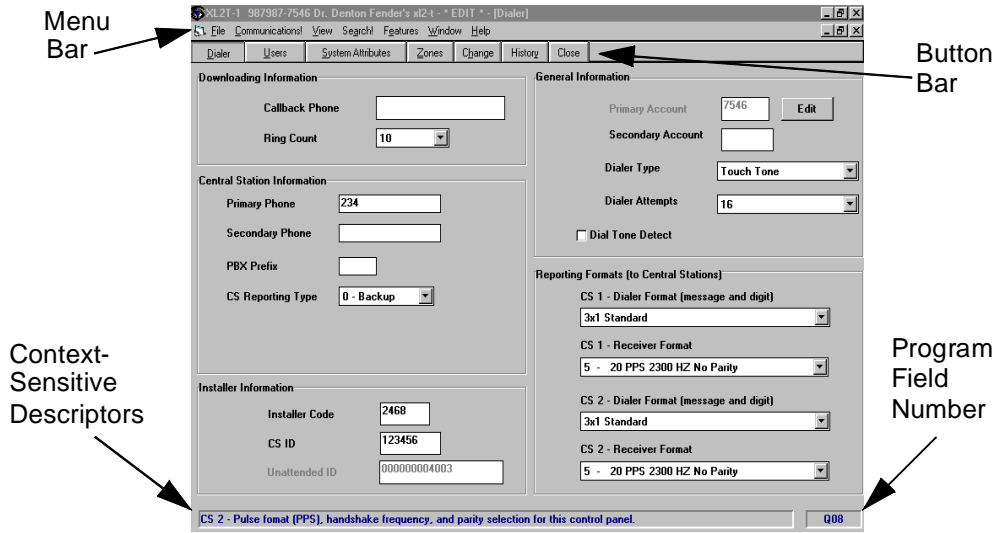 Menu
Bar
XL2T-1 987987-7546 Dr. Denton Fender's xl2-t - * EDIT * - [Dialer]
File Communications! View Search! Features Window Help
Dialer Users System Attributes Zones Change History Close
Button
Bar
Downloading Information
Callback Phone
Ring Count 10
General Information
Primary Account 7546 Edit
Secondary Account
Dialer Type Touch Tone
Dialer Attempts 16
Dial Tone Detect
Central Station Information
Primary Phone 234
Secondary Phone
PBX Prefix
CS Reporting Type 0 - Backup
Reporting Formats (to Central Stations)
CS 1 - Dialer Format (message and digit)
3x1 Standard
CS 1 - Receiver Format
5 - 20 PPS 2300 HZ No Parity
CS 2 - Dialer Format (message and digit)
3x1 Standard
CS 2 - Receiver Format
5 - 20 PPS 2300 HZ No Parity
Context-
Sensitive
Descriptors
Program
Field
Number
Installer Information
Installer Code 2468
CS ID 123456
Unattended ID 000000004003
CS 2 - Pulse fomat (PPS), handshake frequency, and parity selection for this control panel.
Q08